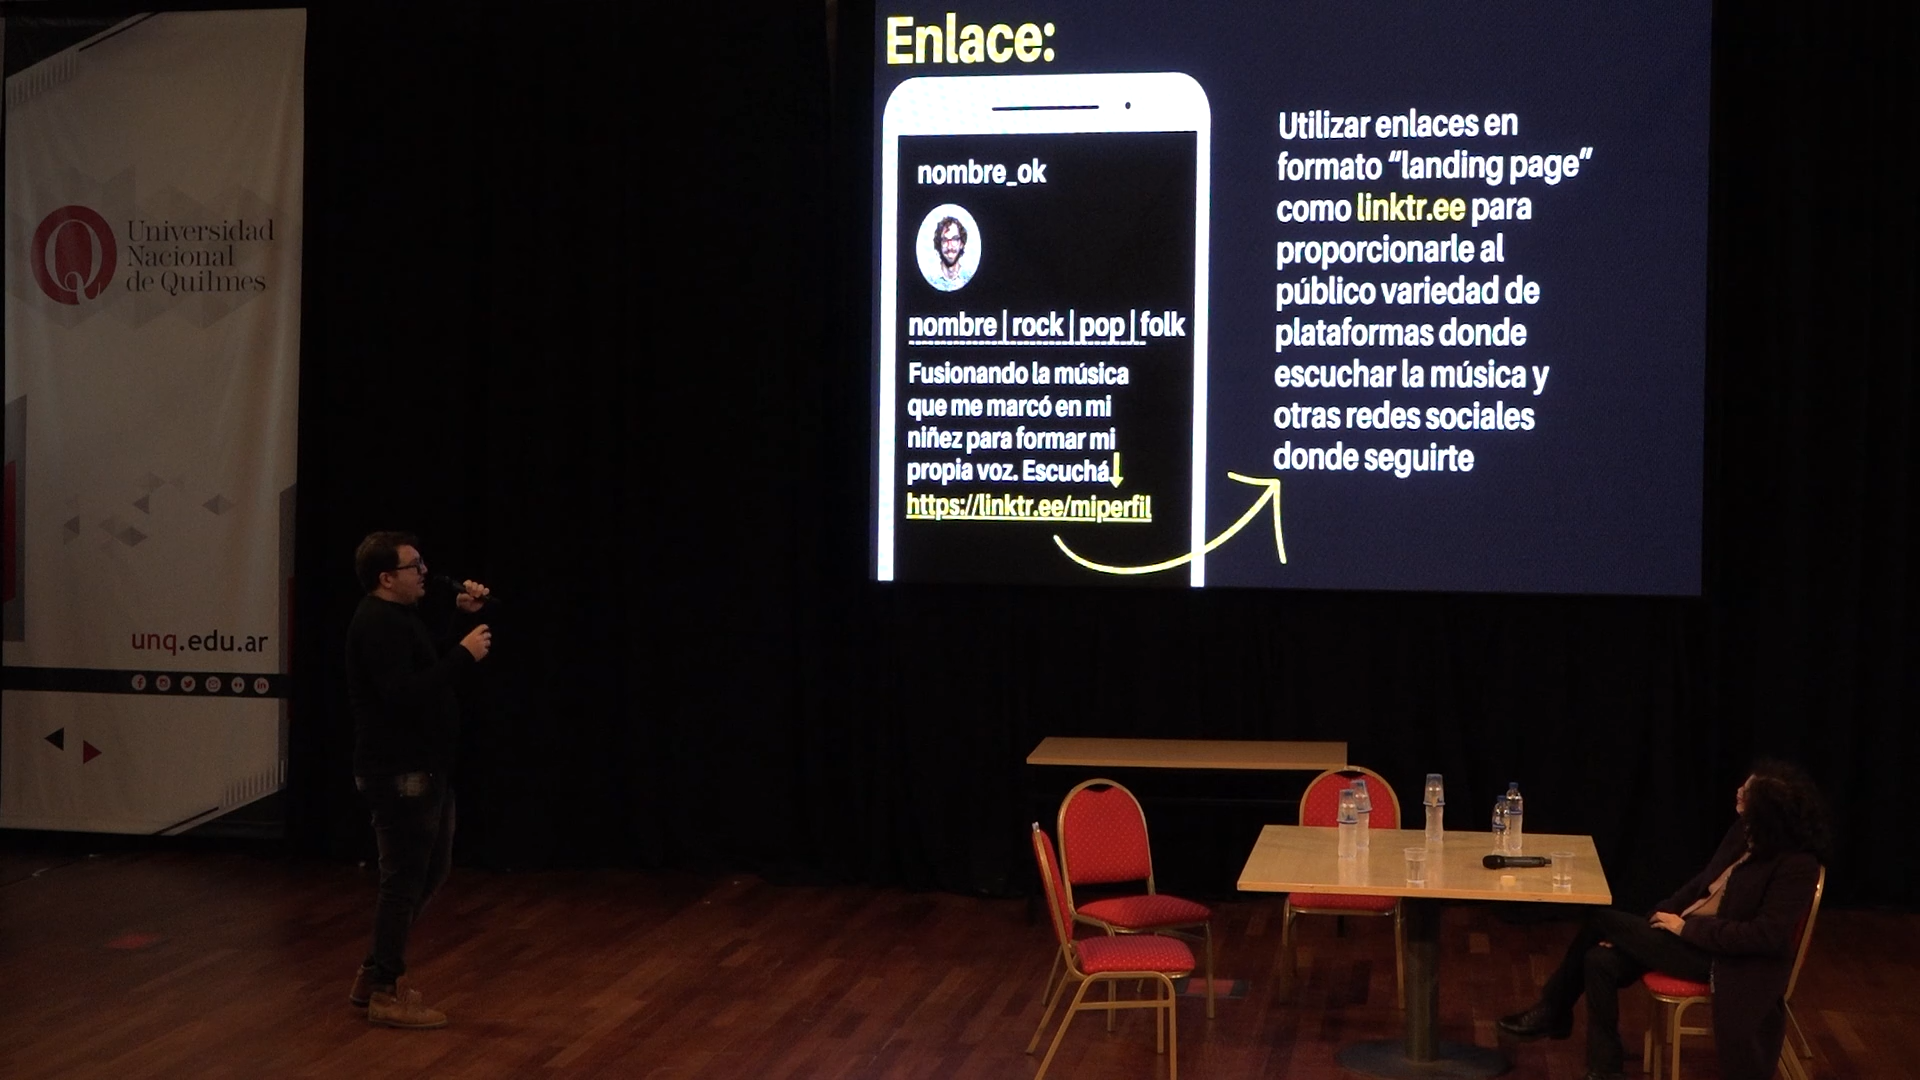 Universidad
Nacional
de Quilmes
unq.edu.ar
Enlace:
nombre_ok
nombre | rock | pop | folk
Fusionando la música
que me marcó en mi
niñez para formar mi
propia voz. Escuchá
https://linktr.ee/miperfil
Utilizar enlaces en
formato “landing page”
como linktr.ee para
proporcionarle al
público variedad de
plataformas donde
escuchar la música y
otras redes sociales
donde seguirte